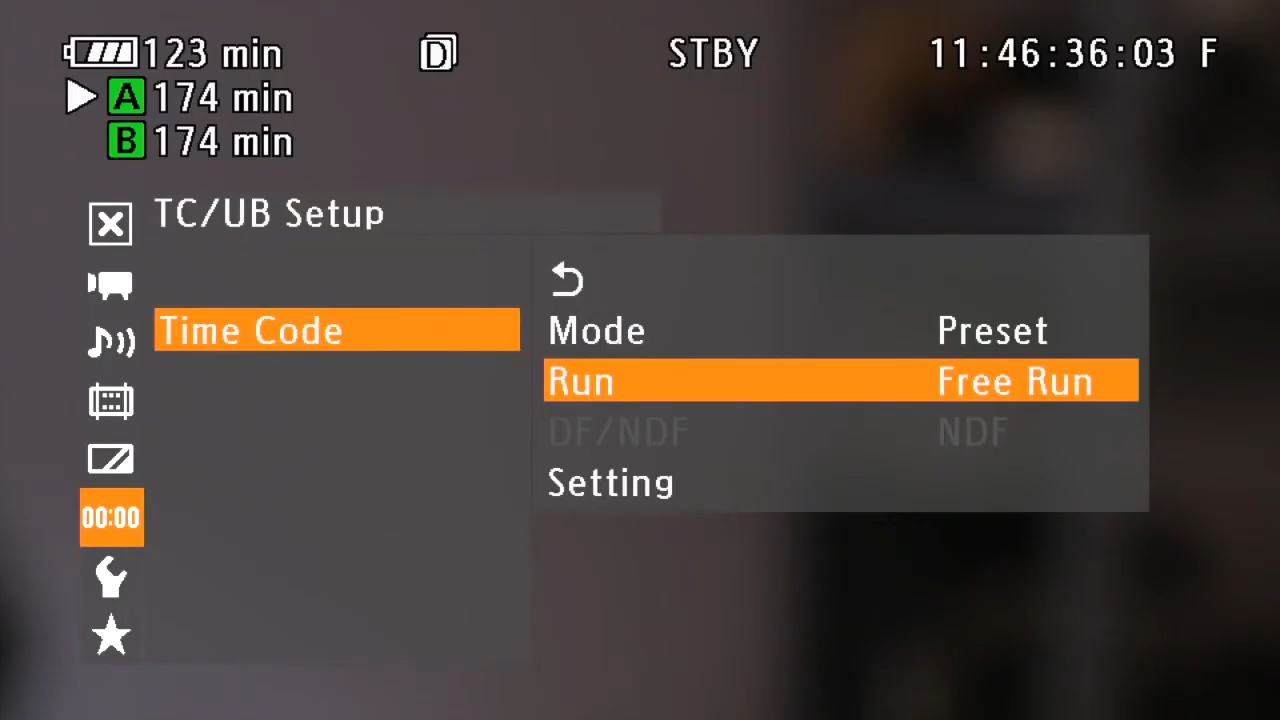 123 min D STBY 11:46:36:03 F
A 174 min
B 174 min
TC/UB Setup
Time Code
Mode Preset
Run Free Run
DF/NDF NDF
Setting
00:00